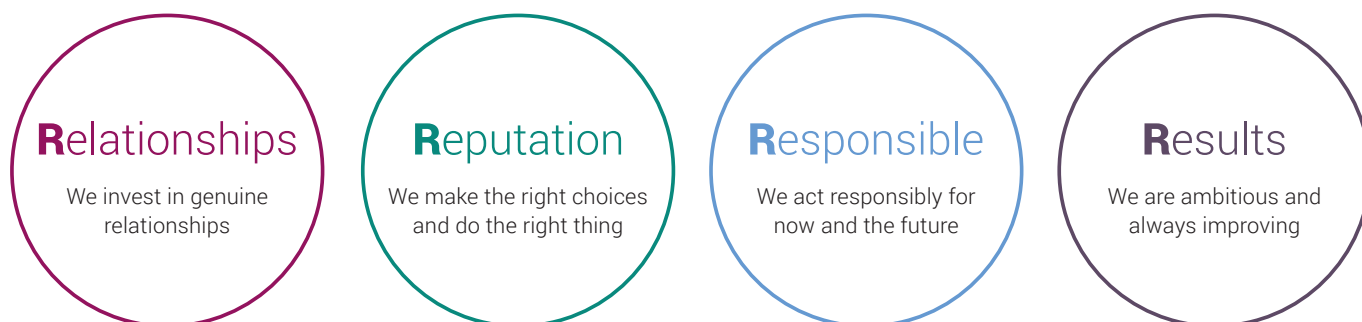 Relationships
We invest in genuine
relationships
Reputation
We make the right choices
and do the right thing
Responsible
We act responsibly for
now and the future
Results
We are ambitious and
always improving